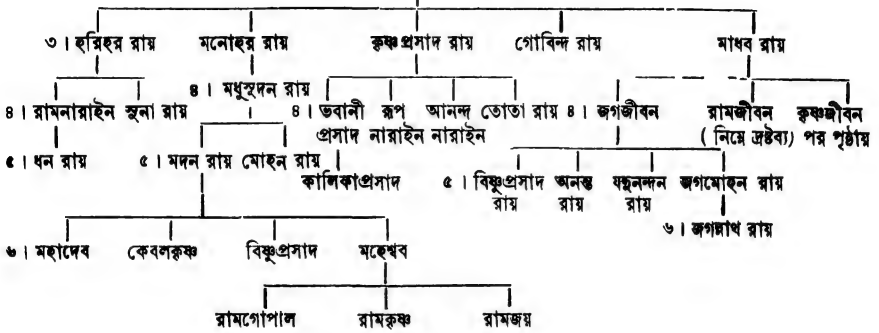 ৩। হরিহর রায় মনোহর রায় কৃষ্ণপ্রসাদ রায় গোবিন্দ রায় মাধব রায়
৪। রামনারাইন সুনা রায় ৪। মধুসূদন রায় ৪। ভবানী রূপ আনন্দ তোতা রায় ৪। জগজীবন রামজীবন কৃষ্ণজীবন
প্রসাদ নারাইন নারাইন (নিম্নে দ্রষ্টব্য) পর পৃষ্ঠায়
৫। ধন রায় ৫। মদন রায় মোহন রায় কালিকাপ্রসাদ ৫। বিষ্ণুপ্রসাদ অনন্ত যদুনন্দন জগমোহন রায়
রায় রায় রায়
৬। জগন্নাথ রায়
৬। মহাদেব কেবলকৃষ্ণ বিষ্ণুপ্রসাদ মহেশ্বব
রামগোপাল রামকৃষ্ণ রামজয়